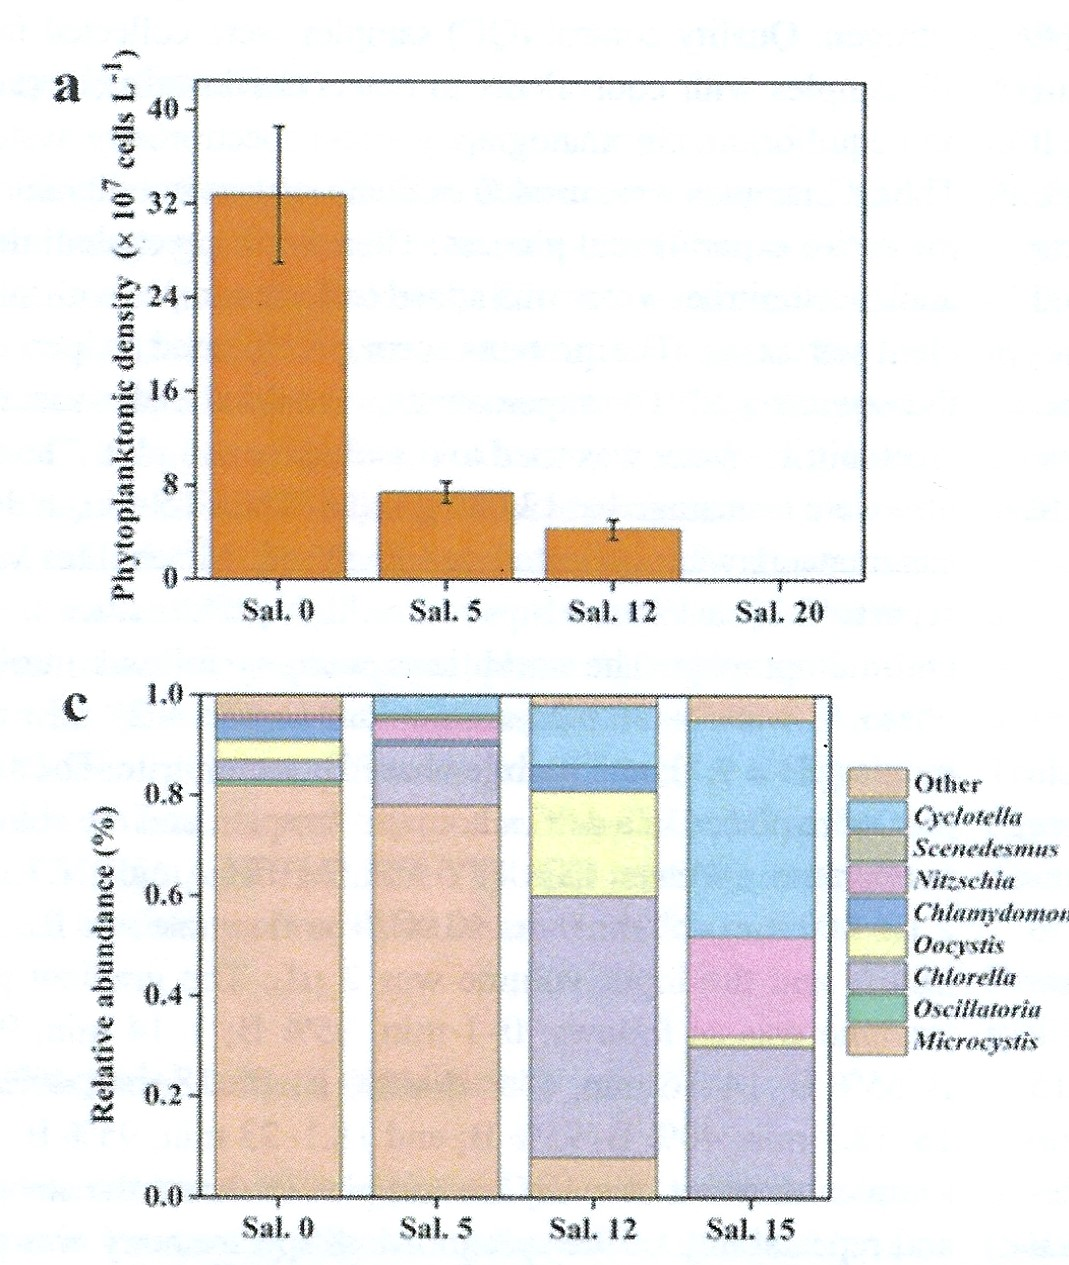 a
Phytoplanktonic density (× 10⁷ cells L⁻¹)
40
32
24
16
8
0
Sal. 0 Sal. 5 Sal. 12 Sal. 20
c
Relative abundance (%)
1.0
0.8
0.6
0.4
0.2
0.0
Sal. 0 Sal. 5 Sal. 12 Sal. 15
Other
Cyclotella
Scenedesmus
Nitzschia
Chlamydomon
Oocystis
Chlorella
Oscillatoria
Microcystis